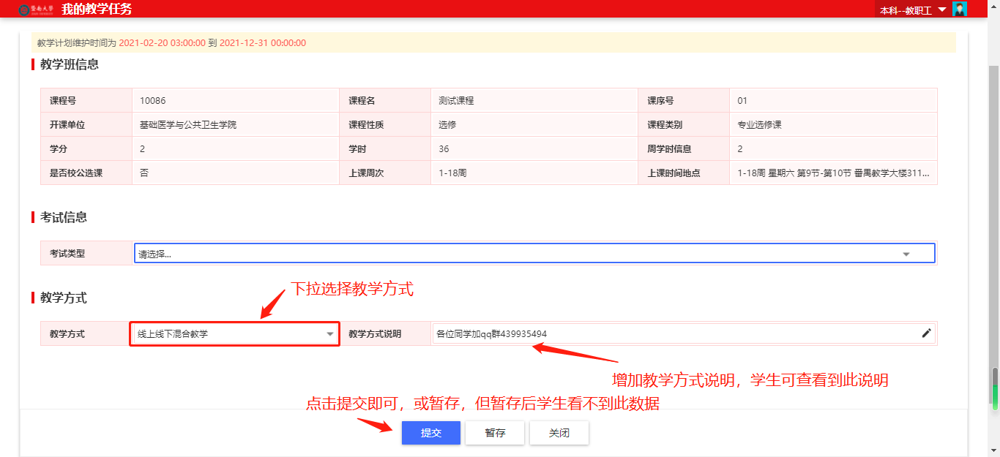 暨南大学 我的教学任务 本科--教职工
教学计划维护时间为 2021-02-20 03:00:00 到 2021-12-31 00:00:00
教学班信息
课程号 10086 课程名 测试课程 课序号 01
开课单位 基础医学与公共卫生学院 课程性质 选修 课程类别 专业选修课
学分 2 学时 36 周学时信息 2
是否校公选课 否 上课周次 1-18周 上课时间地点 1-18周 星期六 第9节-第10节 番禺教学大楼311...
考试信息
考试类型 请选择...
下拉选择教学方式
教学方式
教学方式 线上线下混合教学 教学方式说明 各位同学加qq群439935494
增加教学方式说明，学生可查看到此说明
点击提交即可，或暂存，但暂存后学生看不到此数据
提交 暂存 关闭